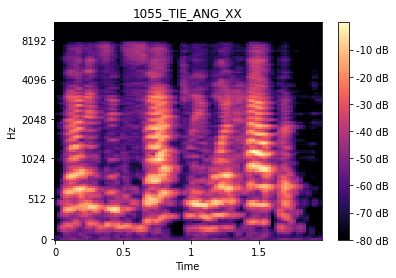 1055_TIE_ANG_XX
8192
4096
2048
1024
512
0
Hz
0
0.5
1
1.5
Time
-10 dB
-20 dB
-30 dB
-40 dB
-50 dB
-60 dB
-70 dB
-80 dB